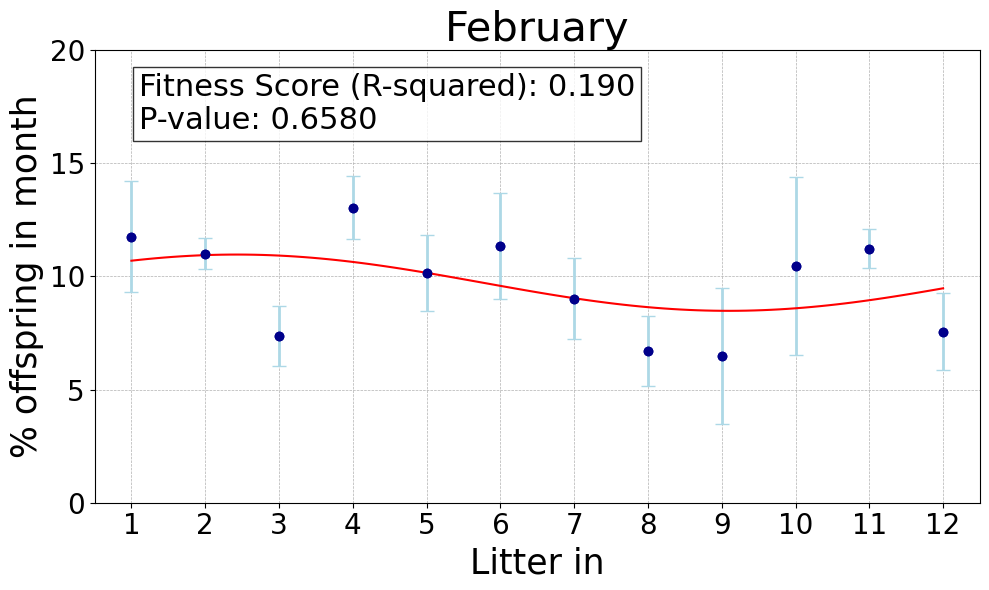 February
Fitness Score (R-squared): 0.190
P-value: 0.6580
% offspring in month
20
15
10
5
0
1 2 3 4 5 6 7 8 9 10 11 12
Litter in